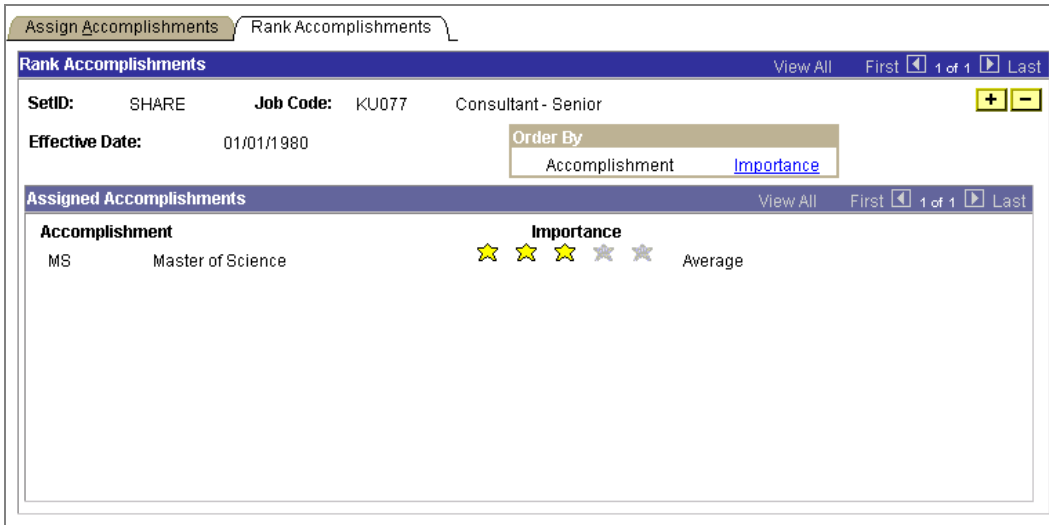 Assign Accomplishments Rank Accomplishments
Rank Accomplishments View All First 1 of 1 Last
SetID: SHARE Job Code: KU077 Consultant - Senior + -
Effective Date: 01/01/1980 Order By
Accomplishment Importance
Assigned Accomplishments View All First 1 of 1 Last
Accomplishment Importance
MS Master of Science Average